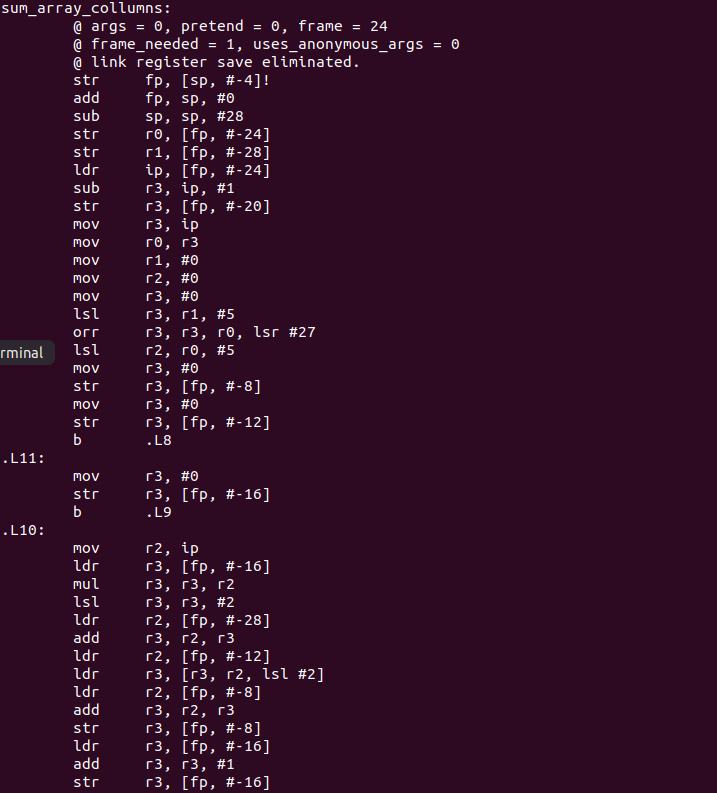 sum_array_collumns:
@ args = 0, pretend = 0, frame = 24
@ frame_needed = 1, uses_anonymous_args = 0
@ link register save eliminated.
str fp, [sp, #-4]!
add fp, sp, #0
sub sp, sp, #28
str r0, [fp, #-24]
str r1, [fp, #-28]
ldr ip, [fp, #-24]
sub r3, ip, #1
str r3, [fp, #-20]
mov r3, ip
mov r0, r3
mov r1, #0
mov r2, #0
mov r3, #0
lsl r3, r1, #5
orr r3, r3, r0, lsr #27
rminal
lsl r2, r0, #5
mov r3, #0
str r3, [fp, #-8]
mov r3, #0
str r3, [fp, #-12]
b .L8
.L11:
mov r3, #0
str r3, [fp, #-16]
b .L9
.L10:
mov r2, ip
ldr r3, [fp, #-16]
mul r3, r3, r2
lsl r3, r3, #2
ldr r2, [fp, #-28]
add r3, r2, r3
ldr r2, [fp, #-12]
ldr r3, [r3, r2, lsl #2]
ldr r2, [fp, #-8]
add r3, r2, r3
str r3, [fp, #-8]
ldr r3, [fp, #-16]
add r3, r3, #1
str r3, [fp, #-16]